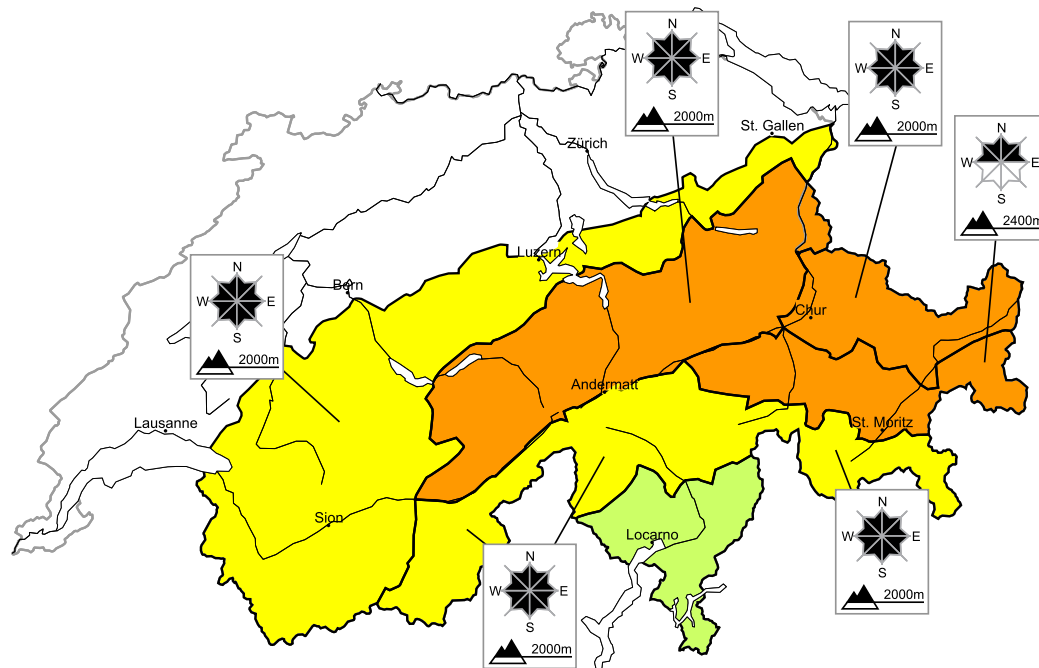 N
W E
S
2000m
N
W E
S
2000m
N
W E
S
2400m
St. Gallen
Zürich
Luzern
Bern
N
W E
S
2000m
Chur
Andermatt
Lausanne
St. Moritz
Sion
Locarno
N
W E
S
2000m
N
W E
S
2000m